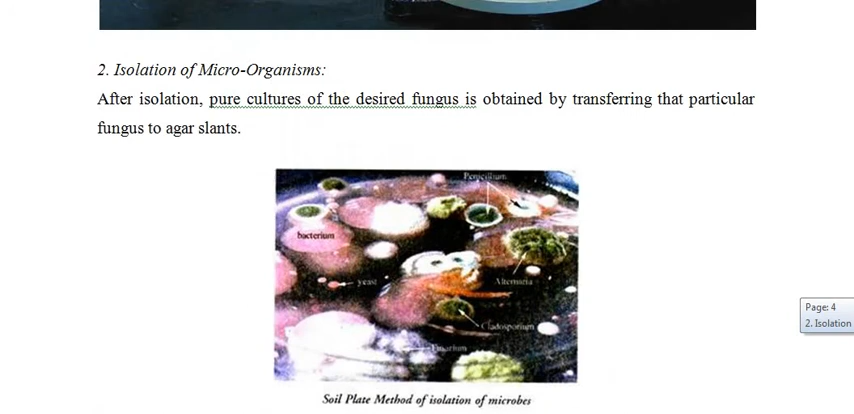 2. Isolation of Micro-Organisms:
After isolation, pure cultures of the desired fungus is obtained by transferring that particular
fungus to agar slants.
Penicillium
bacterium
yeast
Alternaria
Cladosporium
Fusarium
Soil Plate Method of isolation of microbes
Page: 4
2. Isolation